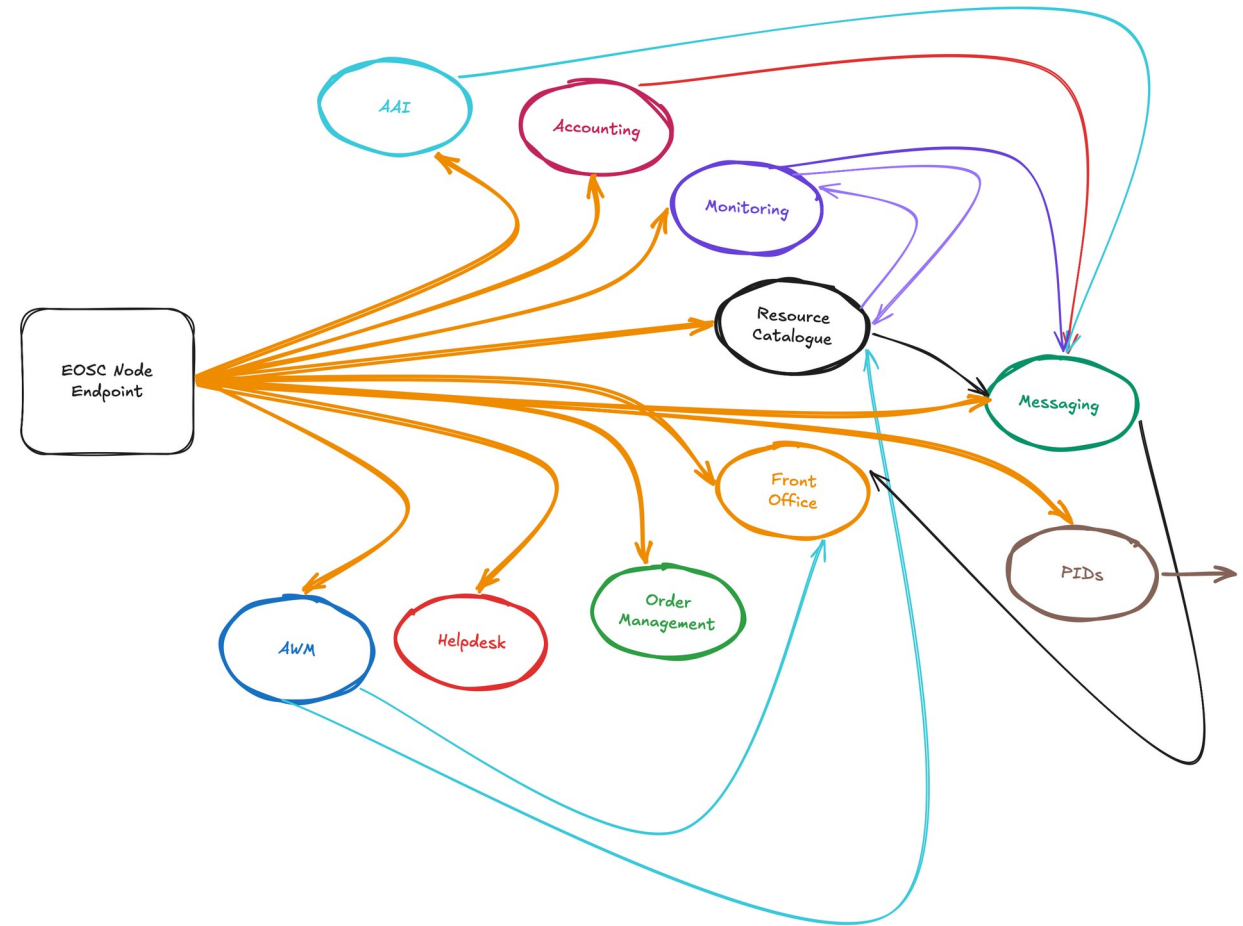 AAI
Accounting
Monitoring
Resource
Catalogue
EOSC Node
Endpoint
Messaging
Front
Office
PIDs
Order
Management
Helpdesk
AWM